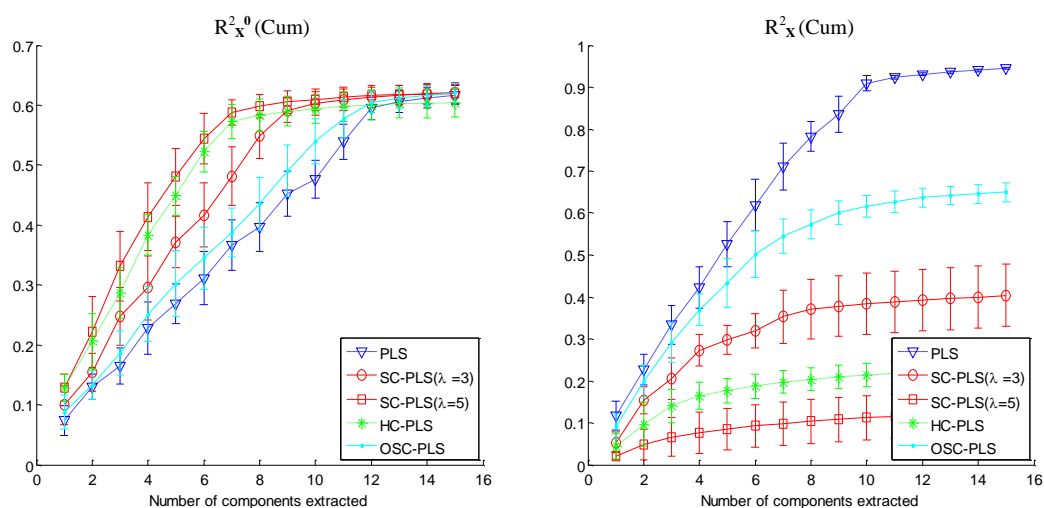 R²X⁰(Cum)
0.7
0.6
0.5
0.4
0.3
0.2
0.1
0
0 2 4 6 8 10 12 14 16
Number of components extracted
PLS
SC-PLS(λ =3)
SC-PLS(λ=5)
HC-PLS
OSC-PLS
R²X(Cum)
1
0.9
0.8
0.7
0.6
0.5
0.4
0.3
0.2
0.1
0
0 2 4 6 8 10 12 14 16
Number of components extracted
PLS
SC-PLS(λ =3)
SC-PLS(λ=5)
HC-PLS
OSC-PLS